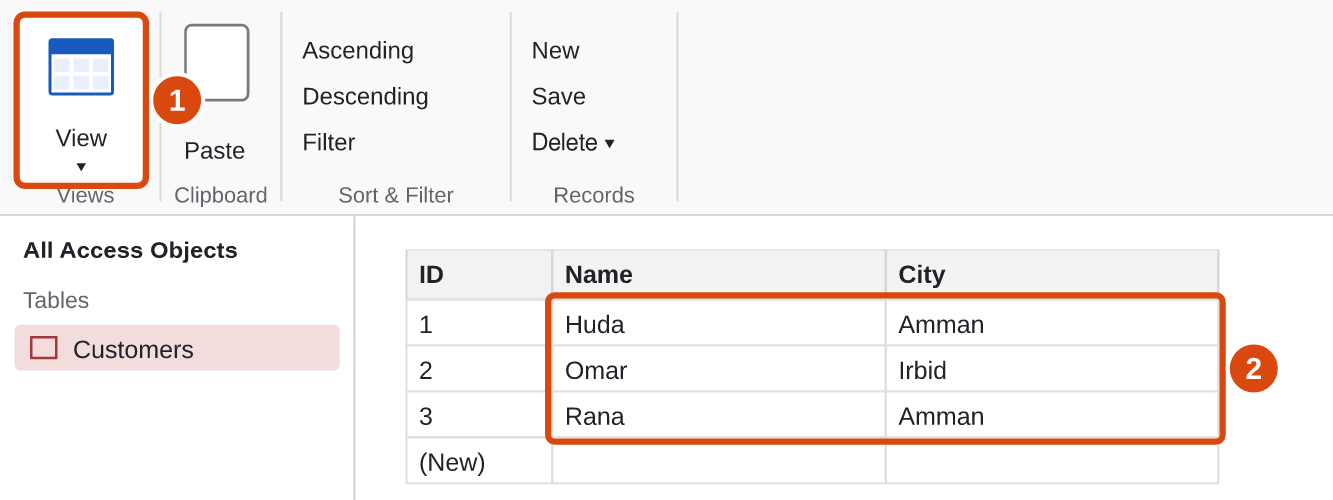 View
Views
1
Paste
Clipboard
Ascending
Descending
Filter
Sort & Filter
New
Save
Delete
Records
All Access Objects
Tables
Customers
ID Name City
1 Huda Amman
2 Omar Irbid
3 Rana Amman
(New)
2